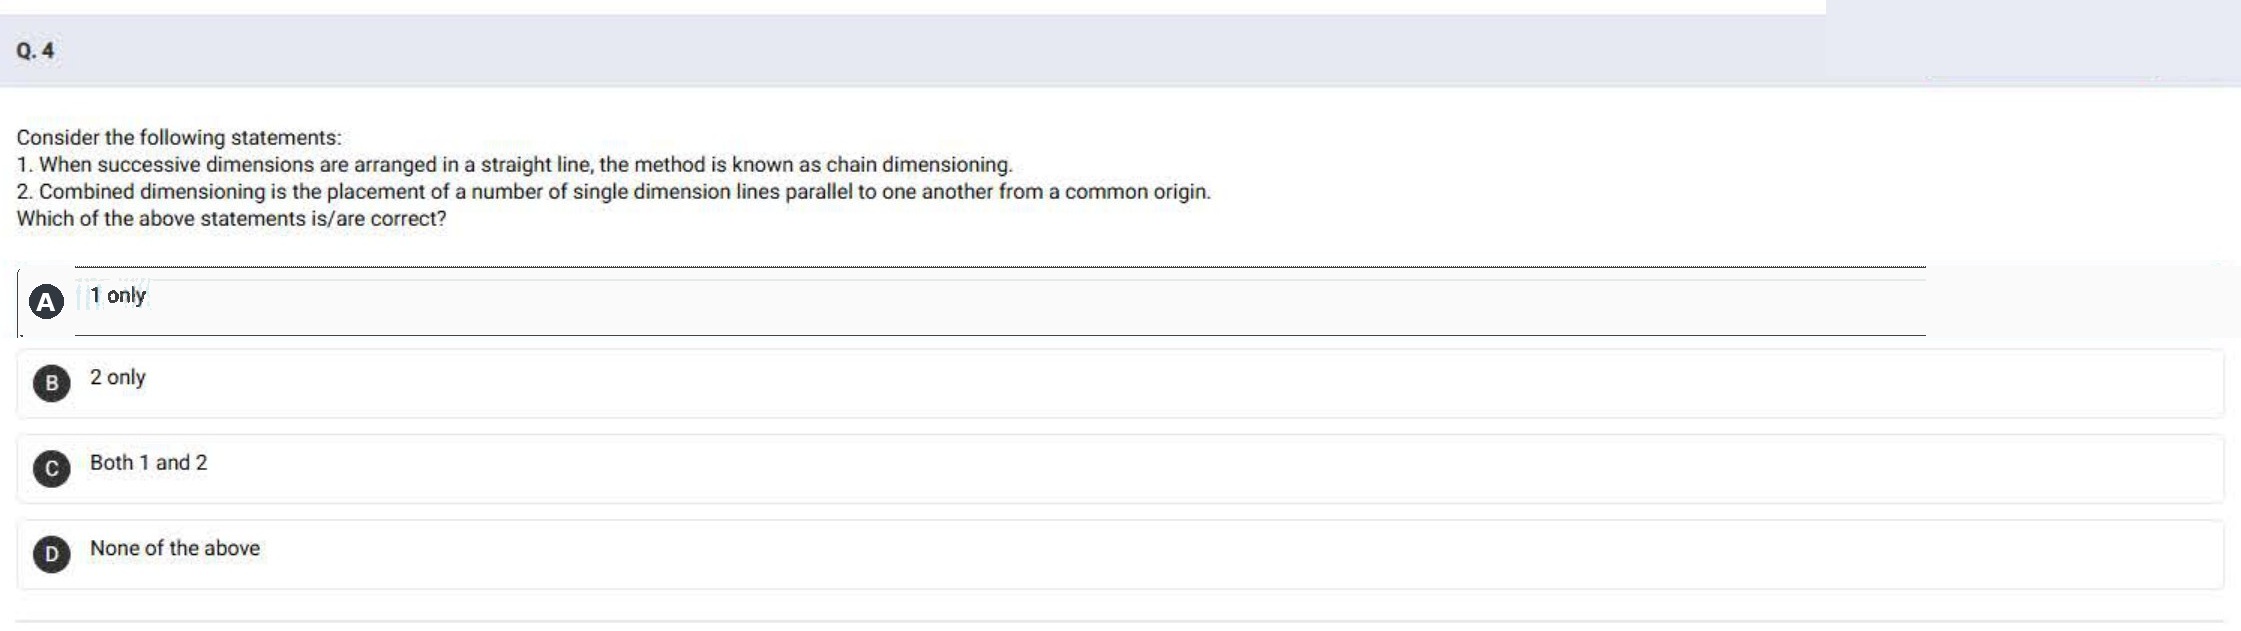 Q. 4
Consider the following statements:
1. When successive dimensions are arranged in a straight line, the method is known as chain dimensioning.
2. Combined dimensioning is the placement of a number of single dimension lines parallel to one another from a common origin.
Which of the above statements is/are correct?
A 1 only
B 2 only
C Both 1 and 2
D None of the above